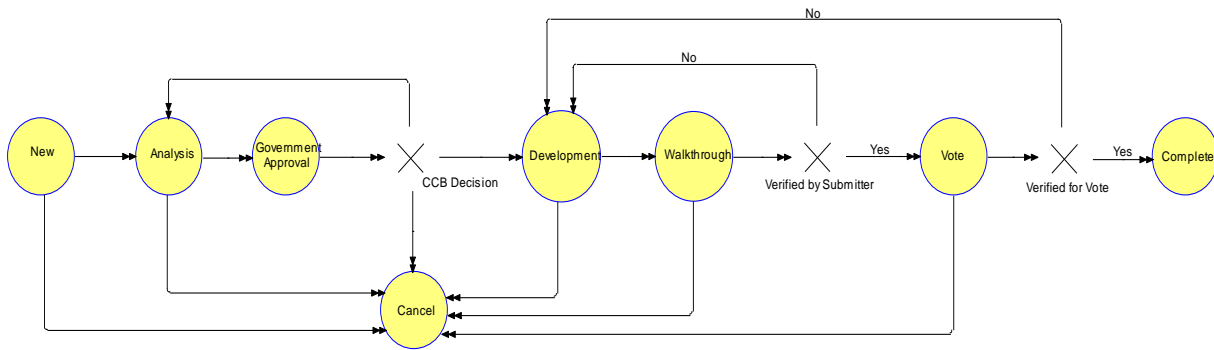 No
No
New
Analysis
Government
Approval
CCB Decision
Development
Walkthrough
Verified by Submitter
Yes
Vote
Verified for Vote
Yes
Complete
Cancel